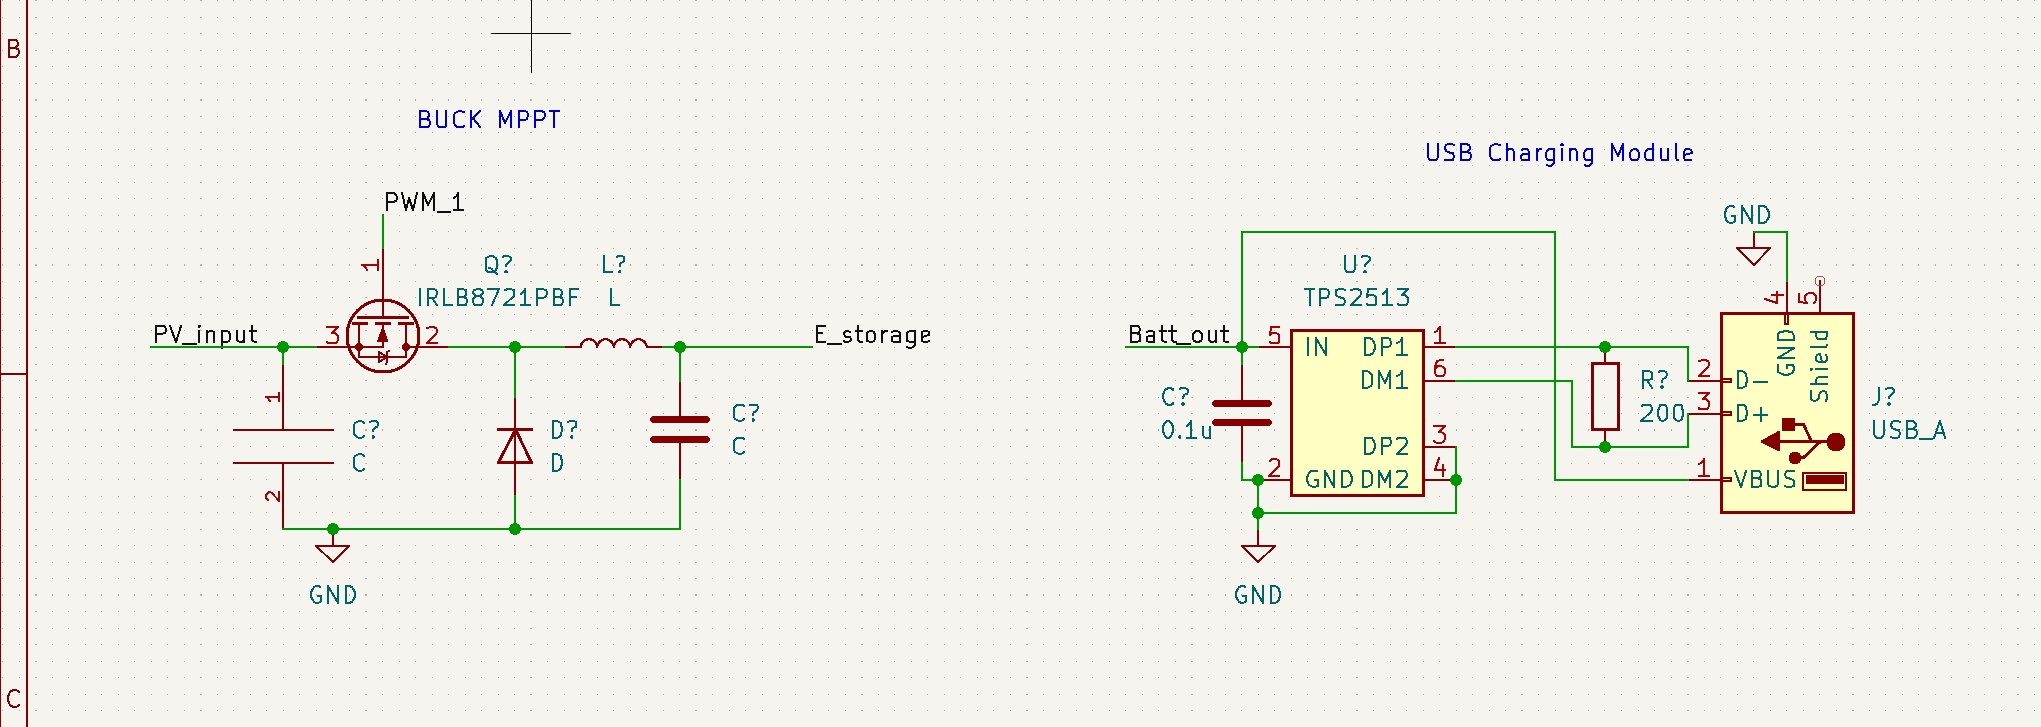 B
BUCK MPPT
USB Charging Module
PWM_1
GND
1
Q?
L?
U?
IRLB8721PBF
L
TPS2513
4
5
PV_input
3
2
E_storage
Batt_out
5
IN
DP1
1
GND
Shield
6
DM1
R?
2
D-
1
C?
200
3
D+
J?
C?
C
D?
D
C?
C
0.1u
USB_A
DP2
3
2
2
GND
DM2
4
1
VBUS
GND
GND
C